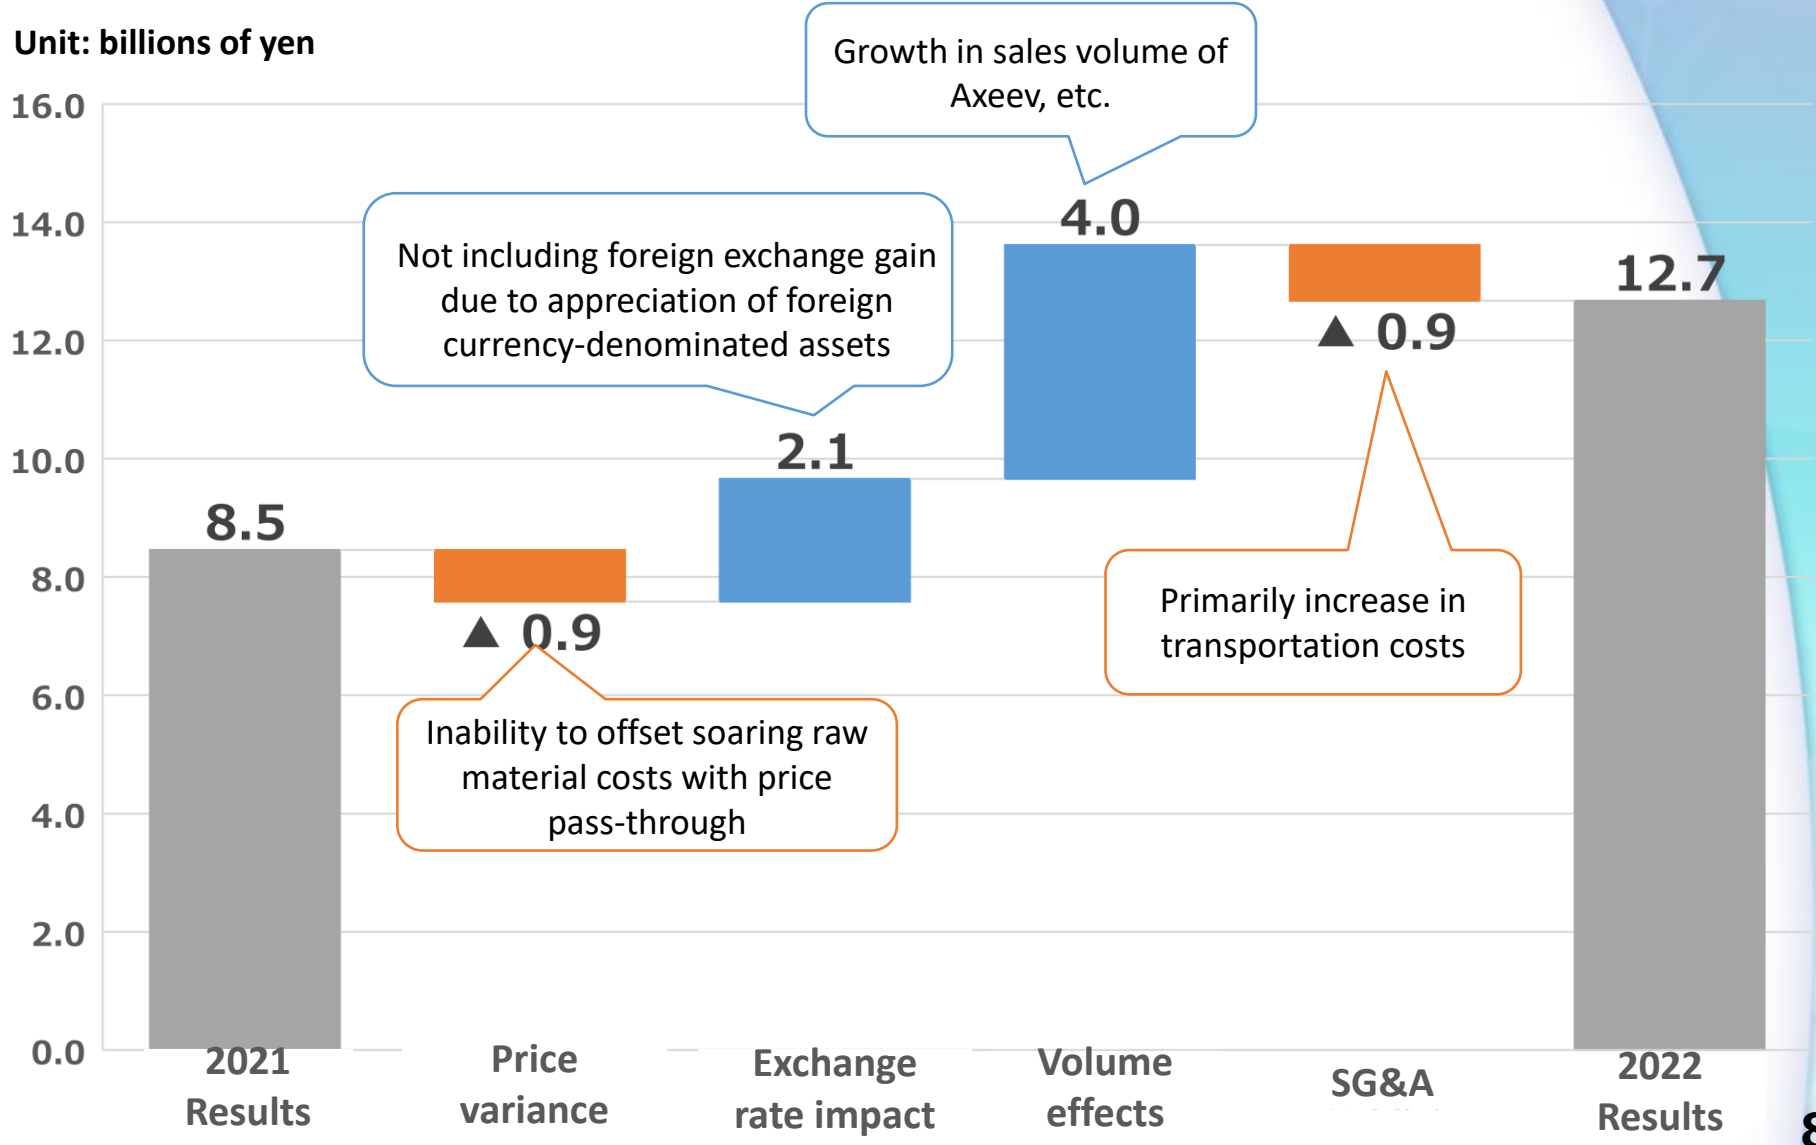 Unit: billions of yen
Growth in sales volume of
Axeev, etc.
16.0
14.0
12.0
10.0
8.0
6.0
4.0
2.0
0.0
Not including foreign exchange gain
due to appreciation of foreign
currency-denominated assets
4.0
12.7
▲ 0.9
2.1
8.5
▲ 0.9
Primarily increase in
transportation costs
Inability to offset soaring raw
material costs with price
pass-through
2021
Results
Price
variance
Exchange
rate impact
Volume
effects
SG&A
2022
Results